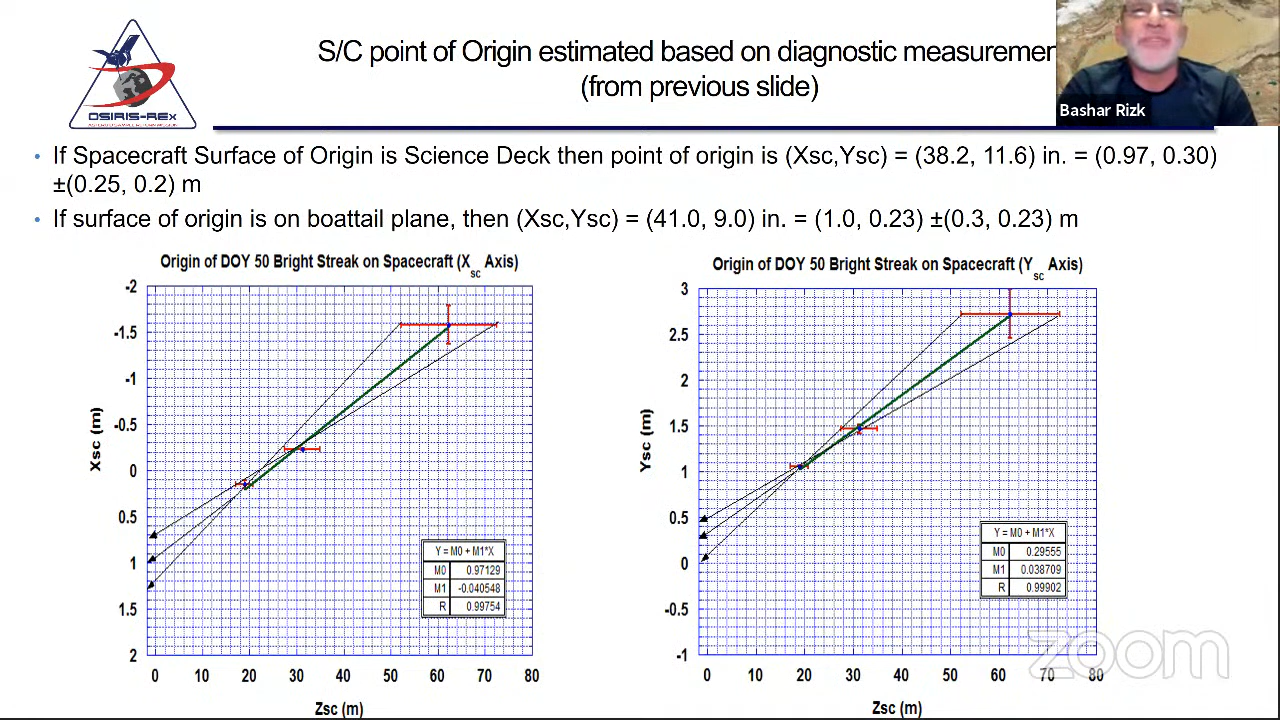 OSIRIS-REx
S/C point of Origin estimated based on diagnostic measuremen
(from previous slide)
Bashar Rizk
• If Spacecraft Surface of Origin is Science Deck then point of origin is (Xsc,Ysc) = (38.2, 11.6) in. = (0.97, 0.30)
±(0.25, 0.2) m
• If surface of origin is on boattail plane, then (Xsc,Ysc) = (41.0, 9.0) in. = (1.0, 0.23) ±(0.3, 0.23) m
Origin of DOY 50 Bright Streak on Spacecraft (Xsc Axis)
-2
-1.5
-1
-0.5
0
0.5
1
1.5
2
Xsc (m)
Y = M0 + M1*X
M0 0.97129
M1 -0.040548
R 0.99754
0 10 20 30 40 50 60 70 80
Zsc (m)
Origin of DOY 50 Bright Streak on Spacecraft (Ysc Axis)
3
2.5
2
1.5
1
0.5
0
-0.5
-1
Ysc (m)
Y = M0 + M1*X
M0 0.29555
M1 0.038709
R 0.99902
0 10 20 30 40 50 60 70 80
Zsc (m)
zoom